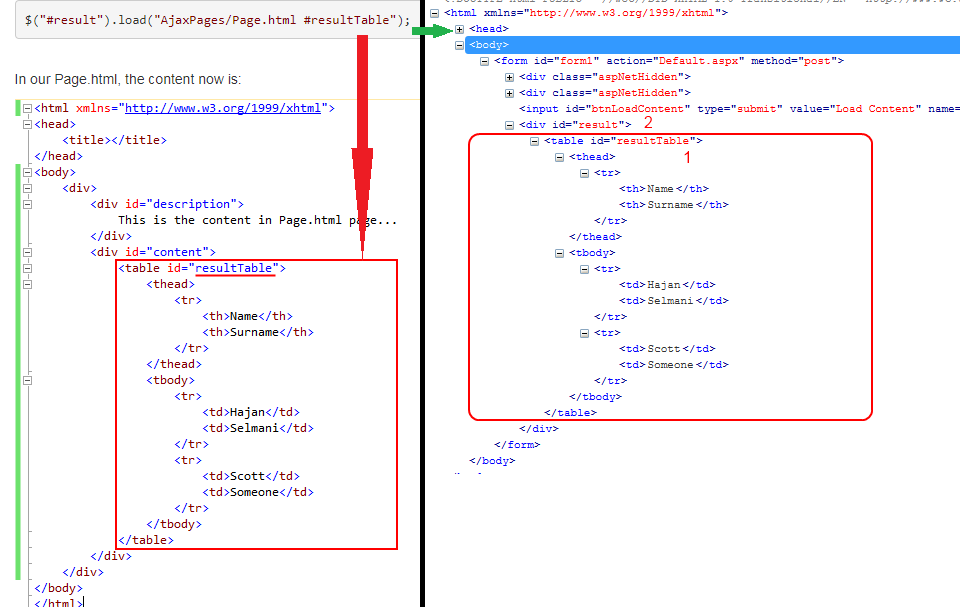 $("#result").load("AjaxPages/Page.html #resultTable");
In our Page.html, the content now is:
<html xmlns="http://www.w3.org/1999/xhtml">
<head>
<title></title>
</head>
<body>
<div>
<div id="description">
This is the content in Page.html page...
</div>
<div id="content">
<table id="resultTable">
<thead>
<tr>
<th>Name</th>
<th>Surname</th>
</tr>
</thead>
<tbody>
<tr>
<td>Hajan</td>
<td>Selmani</td>
</tr>
<tr>
<td>Scott</td>
<td>Someone</td>
</tr>
</tbody>
</table>
</div>
</div>
</body>
</html>
<html xmlns="http://www.w3.org/1999/xhtml">
<head>
<body>
<form id="form1" action="Default.aspx" method="post">
<div class="aspNetHidden">
<div class="aspNetHidden">
<input id="btnLoadContent" type="submit" value="Load Content" name=
<div id="result"> 2
<table id="resultTable">
1
<thead>
<tr>
<th>Name</th>
<th>Surname</th>
</tr>
</thead>
<tbody>
<tr>
<td>Hajan</td>
<td>Selmani</td>
</tr>
<tr>
<td>Scott</td>
<td>Someone</td>
</tr>
</tbody>
</table>
</div>
</form>
</body>